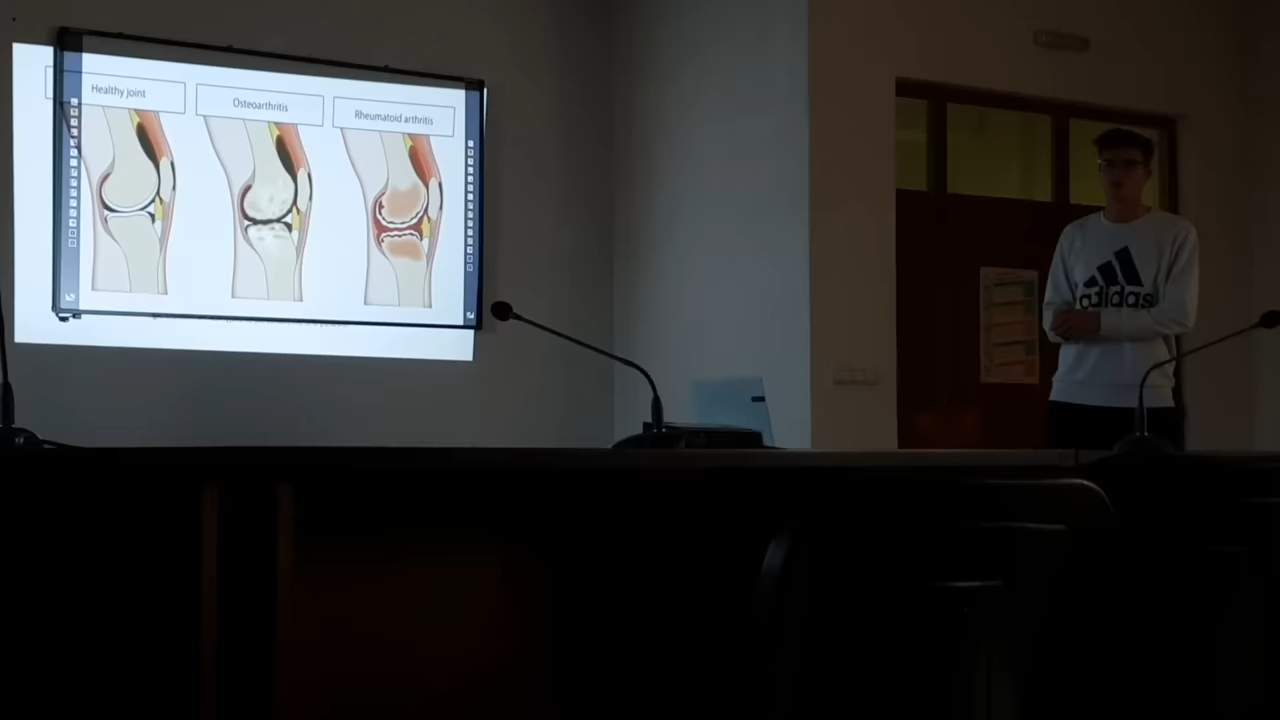 Healthy joint
Osteoarthritis
Rheumatoid arthritis
adidas